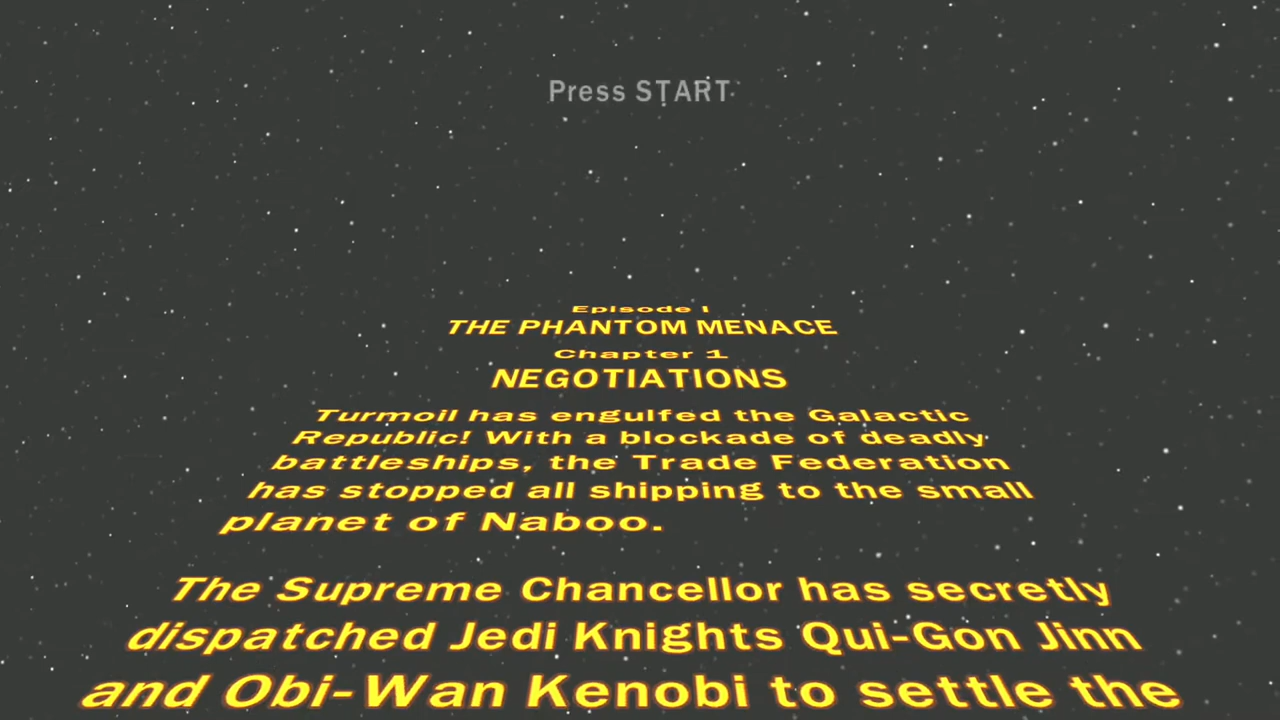 Press START
Episode I
THE PHANTOM MENACE
Chapter 1
NEGOTIATIONS
Turmoil has engulfed the Galactic
Republic! With a blockade of deadly
battleships, the Trade Federation
has stopped all shipping to the small
planet of Naboo.
The Supreme Chancellor has secretly
dispatched Jedi Knights Qui-Gon Jinn
and Obi-Wan Kenobi to settle the